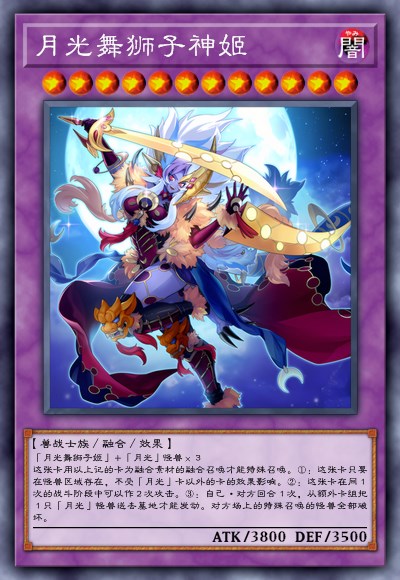 月光舞狮子神姬
やみ
闇
【兽战士族／融合／效果】
「月光舞狮子姬」＋「月光」怪兽×3
这张卡用以上记的卡为融合素材的融合召唤才能特殊召唤。①：这张卡只要
在怪兽区域存在，不受「月光」卡以外的卡的效果影响。②：这张卡在同1
次的战斗阶段中可以作2次攻击。③：自己·对方回合1次，从额外卡组把
1只「月光」怪兽送去墓地才能发动。对方场上的特殊召唤的怪兽全部破
坏。
ATK/3800 DEF/3500